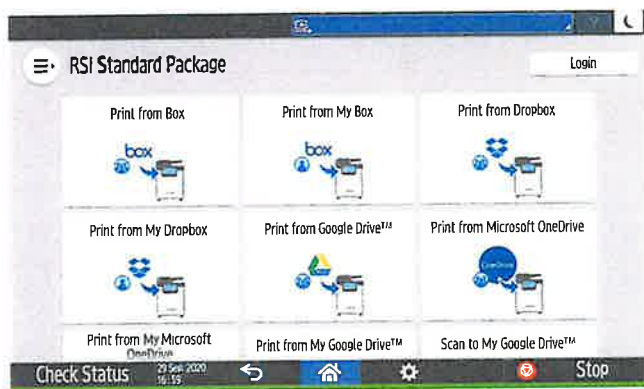 RSI Standard Package
Login
Print from Box
Print from My Box
Print from Dropbox
box
box
Print from My Dropbox
Print from Google Drive™
Print from Microsoft OneDrive
OneDrive
Print from My Microsoft
OneDrive
Print from My Google Drive™
Scan to My Google Drive™
Check Status
2020
16:59
Stop